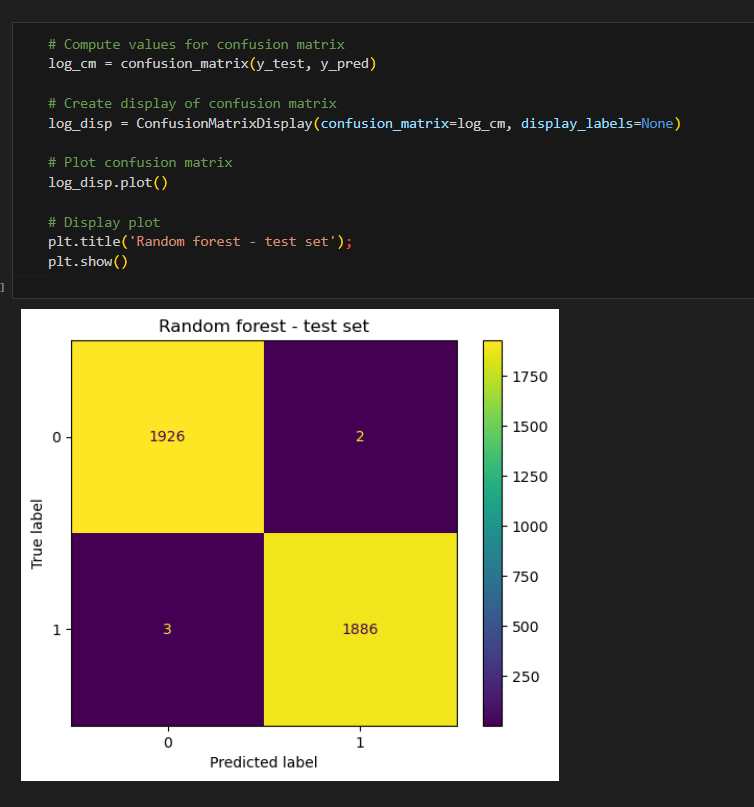 # Compute values for confusion matrix
log_cm = confusion_matrix(y_test, y_pred)
# Create display of confusion matrix
log_disp = ConfusionMatrixDisplay(confusion_matrix=log_cm, display_labels=None)
# Plot confusion matrix
log_disp.plot()
# Display plot
plt.title('Random forest - test set');
plt.show()
]
Random forest - test set
1750
0 1926 2
1500
1250
True label
1000
750
1 3 1886
500
250
0 1
Predicted label